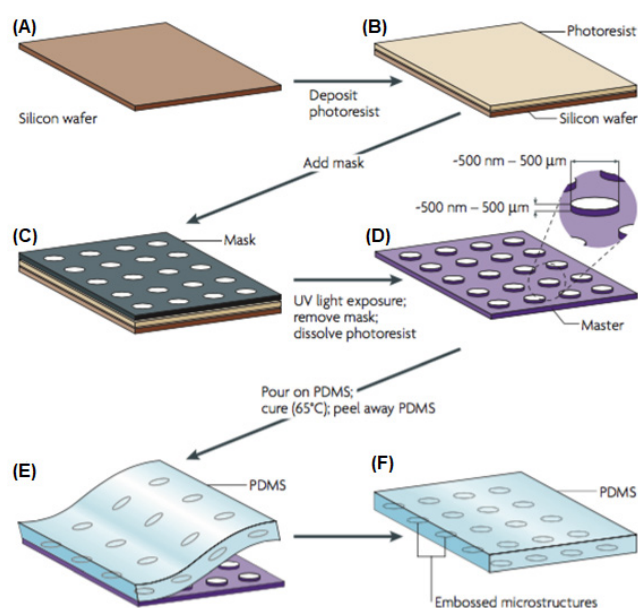 (A)
Silicon wafer
Deposit
photoresist
(B)
Photoresist
Silicon wafer
Add mask
-500 nm – 500 µm
-500 nm – 500 µm
(C)
Mask
UV light exposure;
remove mask;
dissolve photoresist
(D)
Master
Pour on PDMS;
cure (65°C); peel away PDMS
(E)
PDMS
(F)
PDMS
Embossed microstructures